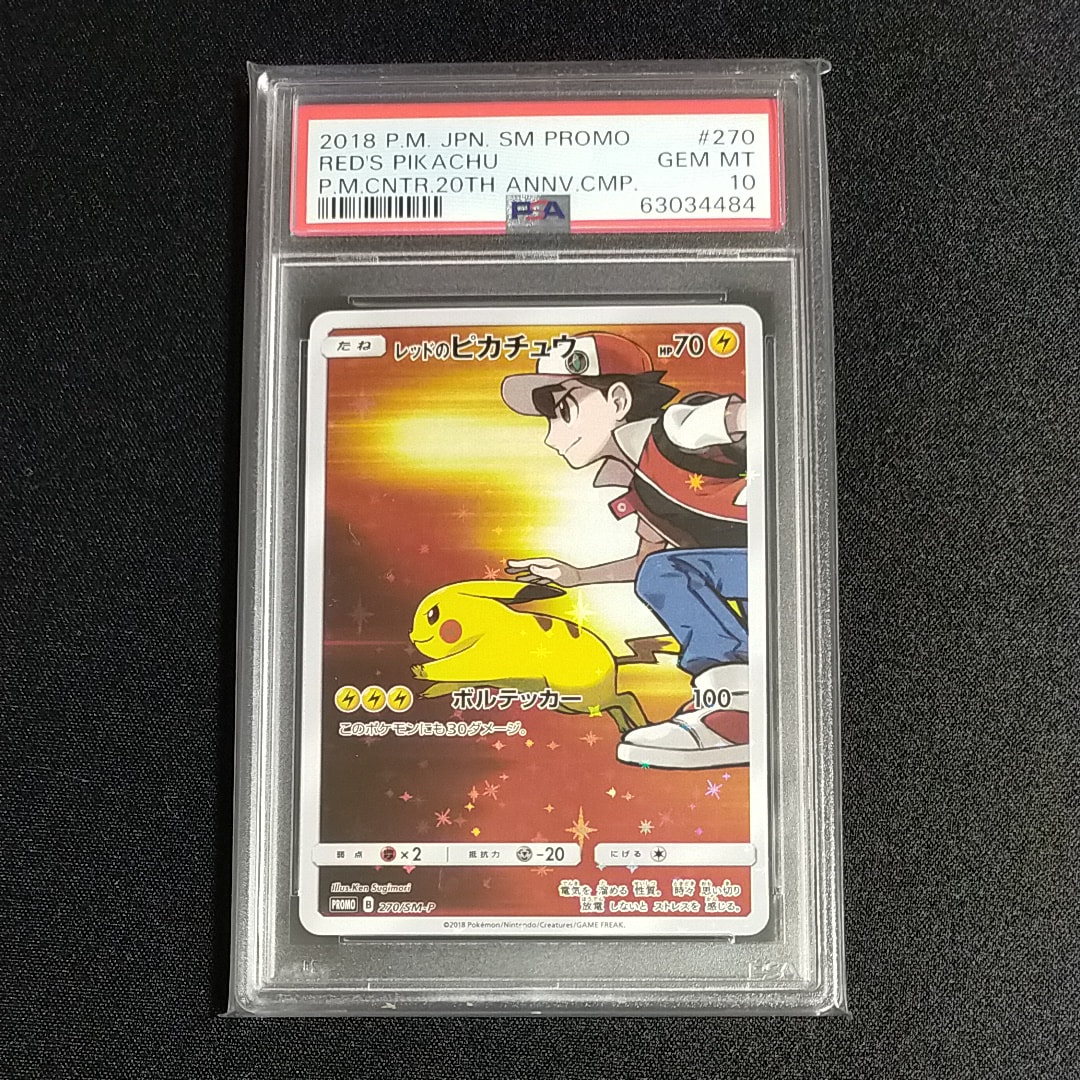 2018 P.M. JPN. SM PROMO #270
RED'S PIKACHU GEM MT
P.M.CNTR.20TH ANNV.CMP. 10
PSA 63034484
たね レッドのピカチュウ HP70
ボルテッカー 100
このポケモンにも30ダメージ。
弱点 ×2 抵抗力 -20 にげる
Illus.Ken Sugimori
電気を 溜める 性質。 時々 思い切り
放電 しないと ストレスを 感じる。
PROMO B 270/SM-P
©2018 Pokémon/Nintendo/Creatures/GAME FREAK.
PSA